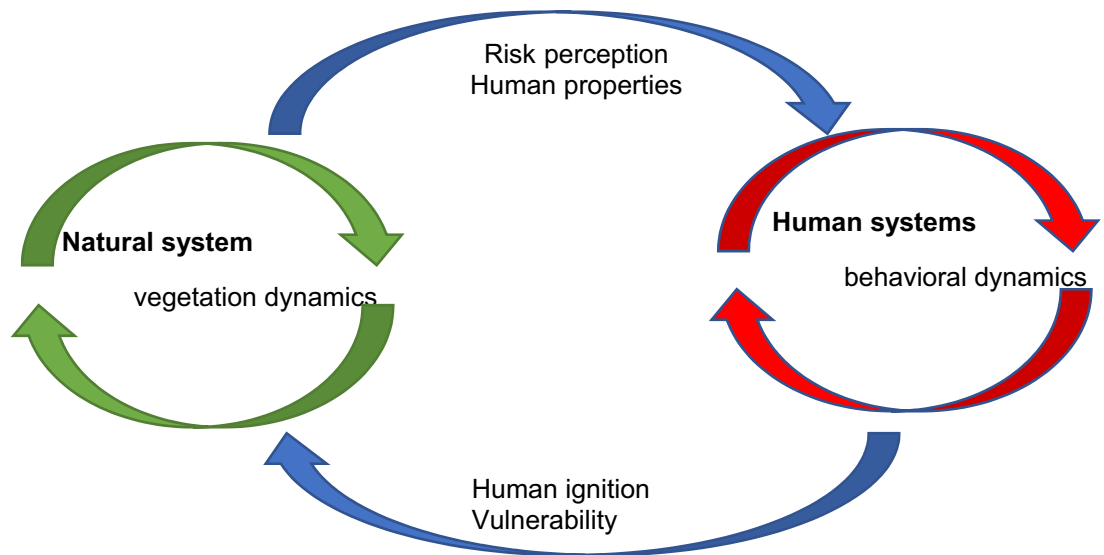 Risk perception
Human properties
Natural system
vegetation dynamics
Human systems
behavioral dynamics
Human ignition
Vulnerability